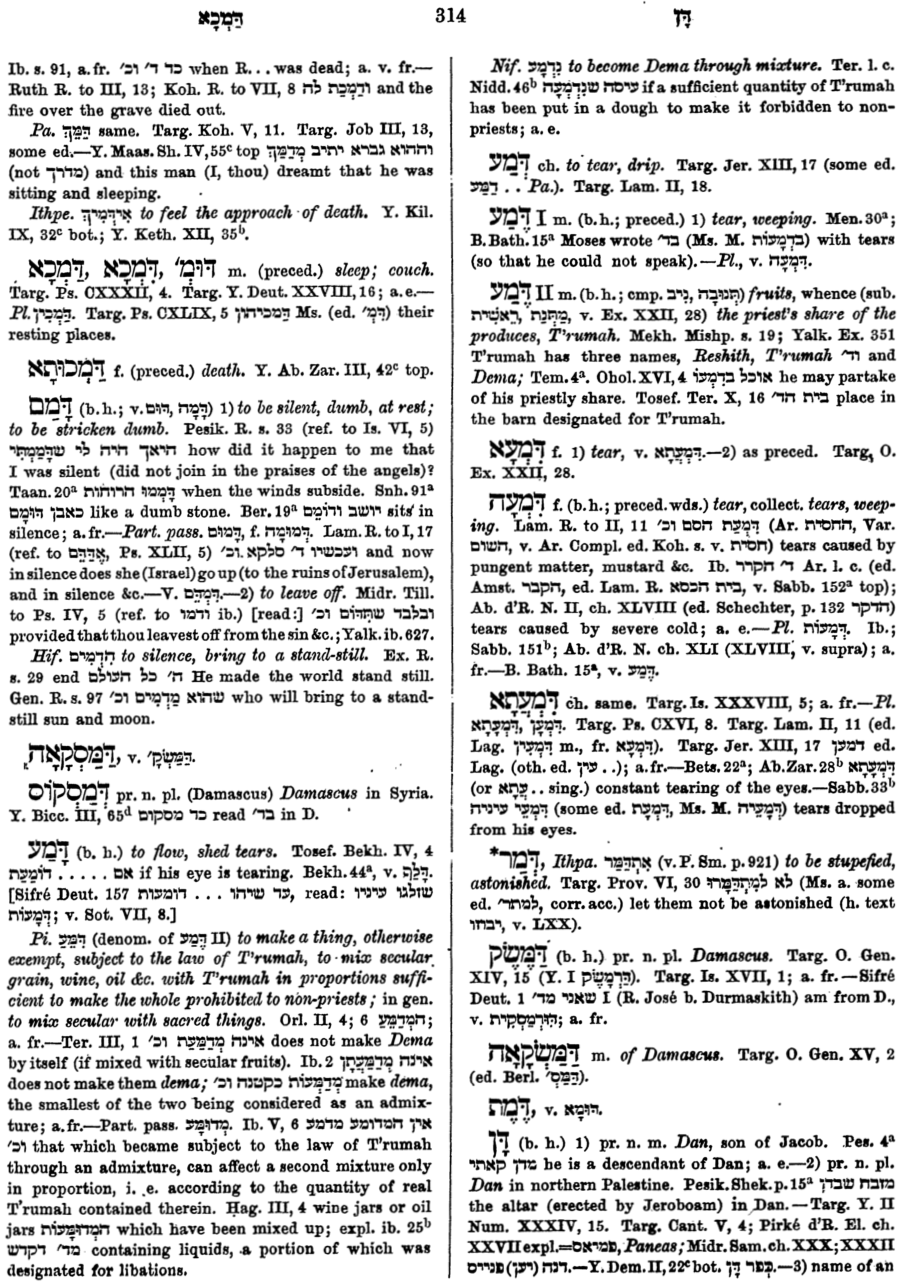 דַּמְכָא
314
דָּן
Ib. s. 91, a. fr. כד ד׳ וכ׳ when R... was dead; a. v. fr.—
Ruth R. to III, 13; Koh. R. to VII, 8 ודמכת לה and the
fire over the grave died out.
Pa. דַּמֵּךְ same. Targ. Koh. V, 11. Targ. Job III, 13,
some ed.—Y. Maas. Sh. IV, 55c top וההוא גברא יתיב מְדַמֵּךְ
(not מדרך) and this man (I, thou) dreamt that he was
sitting and sleeping.
Ithpe. אִידְּמִיךְ to feel the approach of death. Y. Kil.
IX, 32c bot.; Y. Keth. XII, 35b.
דַּמְכָא, דִּמְכָא, דּוּמְ׳ m. (preced.) sleep; couch.
Targ. Ps. CXXXII, 4. Targ. Y. Deut. XXVIII, 16; a. e.—
Pl. דַּמְכִין. Targ. Ps. CXLIX, 5 דמכיהון Ms. (ed. דִּמְ׳) their
resting places.
דַּמְכוּתָא f. (preced.) death. Y. Ab. Zar. III, 42c top.
דָּמַם (b. h.; v. דּוּם, דָּמָה) 1) to be silent, dumb, at rest;
to be stricken dumb. Pesik. R. s. 33 (ref. to Is. VI, 5)
היאך היה לי שדָּמַמְתִּי how did it happen to me that
I was silent (did not join in the praises of the angels)?
Taan. 20a דָּמְמוּ הרוחות when the winds subside. Snh. 91a
כאבן דּוּמָם like a dumb stone. Ber. 19a יושב ודומם sits in
silence; a. fr.—Part. pass. דָּמוּם, f. דְּמוּמָה. Lam. R. to I, 17
(ref. to אדדם, Ps. XLII, 5) ועכשיו ד׳ סלקא וכ׳ and now
in silence does she (Israel) go up (to the ruins of Jerusalem),
and in silence &c.—V. דִּמְדֵּם.—2) to leave off. Midr. Till.
to Ps. IV, 5 (ref. to ודמו ib.) [read:] ובלבד שתִּדּוֹם וכ׳
provided that thou leavest off from the sin &c.; Yalk. ib. 627.
Hif. הִדְמִים to silence, bring to a stand-still. Ex. R.
s. 29 end ה׳ כל העולם He made the world stand still.
Gen. R. s. 97 שהוא מַדְמִים וכ׳ who will bring to a stand-
still sun and moon.
דַּמַּסְקָאָה, v. דַּמַּשְׂקָ׳.
דְּמַסְקוֹס pr. n. pl. (Damascus) Damascus in Syria.
Y. Bicc. III, 65d כד מסקום read בד׳ in D.
דָּמַע (b. h.) to flow, shed tears. Tosef. Bekh. IV, 4
אם ..... דומעת if his eye is tearing. Bekh. 44a, v. דָּלַף.
[Sifré Deut. 157 עד שיהו ... דומעות, read: שזלגו עיניו
דְּמָעוֹת; v. Sot. VII, 8.]
Pi. דִּמֵּעַ (denom. of דֶּמַע II) to make a thing, otherwise
exempt, subject to the law of T'rumah, to mix secular
grain, wine, oil &c. with T'rumah in proportions suffi-
cient to make the whole prohibited to non-priests; in gen.
to mix secular with sacred things. Orl. II, 4; 6 הַמְדַמֵּעַ;
a. fr.—Ter. III, 1 אינה מְדַמַּעַת וכ׳ does not make Dema
by itself (if mixed with secular fruits). Ib. 2 אינה מְדַמַּעְתָּן
does not make them dema; מְדַמְּעוֹת כקטנה וכ׳ make dema,
the smallest of the two being considered as an admix-
ture; a. fr.—Part. pass. מְדוּמָּע. Ib. V, 6 אין המדומע מדמע
וכ׳ that which became subject to the law of T'rumah
through an admixture, can affect a second mixture only
in proportion, i. e. according to the quantity of real
T'rumah contained therein. Ḥag. III, 4 wine jars or oil
jars המדוּמָּעוֹת which have been mixed up; expl. ib. 25b
מד׳ דקדש containing liquids, a portion of which was
designated for libations.
Nif. נִדְמָע to become Dema through mixture. Ter. l. c.
Nidd. 46b עיסה שנִדְמְעָה if a sufficient quantity of T'rumah
has been put in a dough to make it forbidden to non-
priests; a. e.
דְּמַע ch. to tear, drip. Targ. Jer. XIII, 17 (some ed.
דַמַּע .. Pa.). Targ. Lam. II, 18.
דֶּמַע I m. (b. h.; preced.) 1) tear, weeping. Men. 30a;
B. Bath. 15a Moses wrote בד׳ (Ms. M. בדְמָעוֹת) with tears
(so that he could not speak).—Pl., v. דִּמְעָה.
דֶּמַע II m. (b. h.; cmp. תְּנוּבָה, נִיב) fruits, whence (sub.
מַתְּנַת, רֵאשִׁית, v. Ex. XXII, 28) the priest's share of the
produces, T'rumah. Mekh. Mishp. s. 19; Yalk. Ex. 351
T'rumah has three names, Reshith, T'rumah וד׳ and
Dema; Tem. 4a. Ohol. XVI, 4 אוכל בדִמְעוֹ he may partake
of his priestly share. Tosef. Ter. X, 16 בית הד׳ place in
the barn designated for T'rumah.
דִּמְעָא f. 1) tear, v. דִּמְעֲתָא.—2) as preced. Targ. O.
Ex. XXII, 28.
דִּמְעָה f. (b. h.; preced. wds.) tear, collect. tears, weep-
ing. Lam. R. to II, 11 דִּמְעַת חסם וכ׳ (Ar. החסית, Var.
חשום, v. Ar. Compl. ed. Koh. s. v. חסית) tears caused by
pungent matter, mustard &c. Ib. ד׳ הקרר Ar. l. c. (ed.
Amst. הקבר, ed. Lam. R. בית הכסא, v. Sabb. 152a top);
Ab. d'R. N. II, ch. XLVIII (ed. Schechter, p. 132 הדקר)
tears caused by severe cold; a. e.—Pl. דְּמָעוֹת. Ib.;
Sabb. 151b; Ab. d'R. N. ch. XLI (XLVIII, v. supra); a.
fr.—B. Bath. 15a, v. דֶּמַע.
דִּמְעֲתָא ch. same. Targ. Is. XXXVIII, 5; a. fr.—Pl.
דִּמְעָן, דִּמְעָתָא. Targ. Ps. CXVI, 8. Targ. Lam. II, 11 (ed.
Lag. דִּמְעִין m., fr. דִּמְעָא). Targ. Jer. XIII, 17 דמען ed.
Lag. (oth. ed. עִין ..); a. fr.—Bets. 22a; Ab. Zar. 28b דִּמְעָתָא
(or עֲתָא .. sing.) constant tearing of the eyes.—Sabb. 33b
דִּמְעֵי עיניה (some ed. דִּמְעַת, Ms. M. דִּמְעֵיה) tears dropped
from his eyes.
*דְּמַר, Ithpa. אִתְדַּמַּר (v. P. Sm. p. 921) to be stupefied,
astonished. Targ. Prov. VI, 30 לא למִתְדַּמָּרוּ (Ms. a. some
ed. למתהר׳, corr. acc.) let them not be astonished (h. text
יבוזו, v. LXX).
דַּמֶּשֶׂק (b. h.) pr. n. pl. Damascus. Targ. O. Gen.
XIV, 15 (Y. I דַּרְמֶשֶׂק). Targ. Is. XVII, 1; a. fr.—Sifré
Deut. 1 שאני מד׳ I (R. José b. Durmaskith) am from D.,
v. דּוּרְמַסְקִית; a. fr.
דַּמַּשְׂקָאָה m. of Damascus. Targ. O. Gen. XV, 2
(ed. Berl. דַּמַּסְ׳).
דֻּמַת, v. דּוּמָא.
דָּן (b. h.) 1) pr. n. m. Dan, son of Jacob. Pes. 4a
מדן קאתי he is a descendant of Dan; a. e.—2) pr. n. pl.
Dan in northern Palestine. Pesik. Shek. p. 15a מזבח שבדן
the altar (erected by Jeroboam) in Dan.—Targ. Y. II
Num. XXXIV, 15. Targ. Cant. V, 4; Pirké d'R. El. ch.
XXVII expl.=פמיאס, Paneas; Midr. Sam. ch. XXX; XXXII
דנה (יען) פנייס.—Y. Dem. II, 22c bot. כְּפַר דָּן.—3) name of an